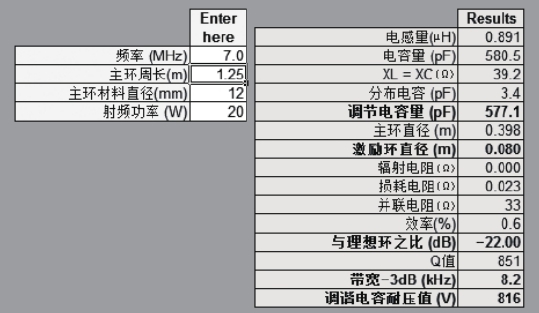 Enter
here
频率 (MHz) 7.0
主环周长(m) 1.25
主环材料直径(mm) 12
射频功率 (W) 20
Results
电感量(μH) 0.891
电容量 (pF) 580.5
XL = XC(Ω) 39.2
分布电容 (pF) 3.4
调节电容量 (pF) 577.1
主环直径 (m) 0.398
激励环直径 (m) 0.080
辐射电阻(Ω) 0.000
损耗电阻(Ω) 0.023
并联电阻(Ω) 33
效率(%) 0.6
与理想环之比 (dB) -22.00
Q值 851
带宽-3dB (kHz) 8.2
调谐电容耐压值 (V) 816